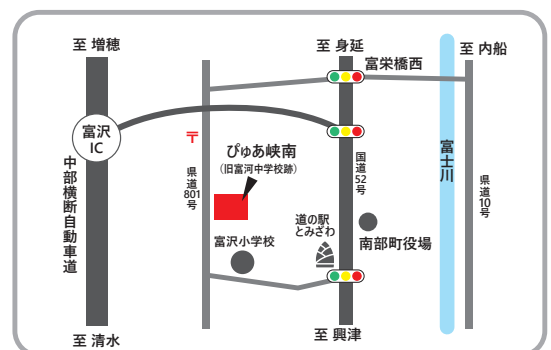 至 増穂
至 身延
至 内船
富栄橋西
富沢
IC
〒
ぴゅあ峡南
（旧富河中学校跡）
富士川
中部横断自動車道
県道801号
国道52号
県道10号
道の駅
とみざわ
富沢小学校
南部町役場
至 清水
至 興津